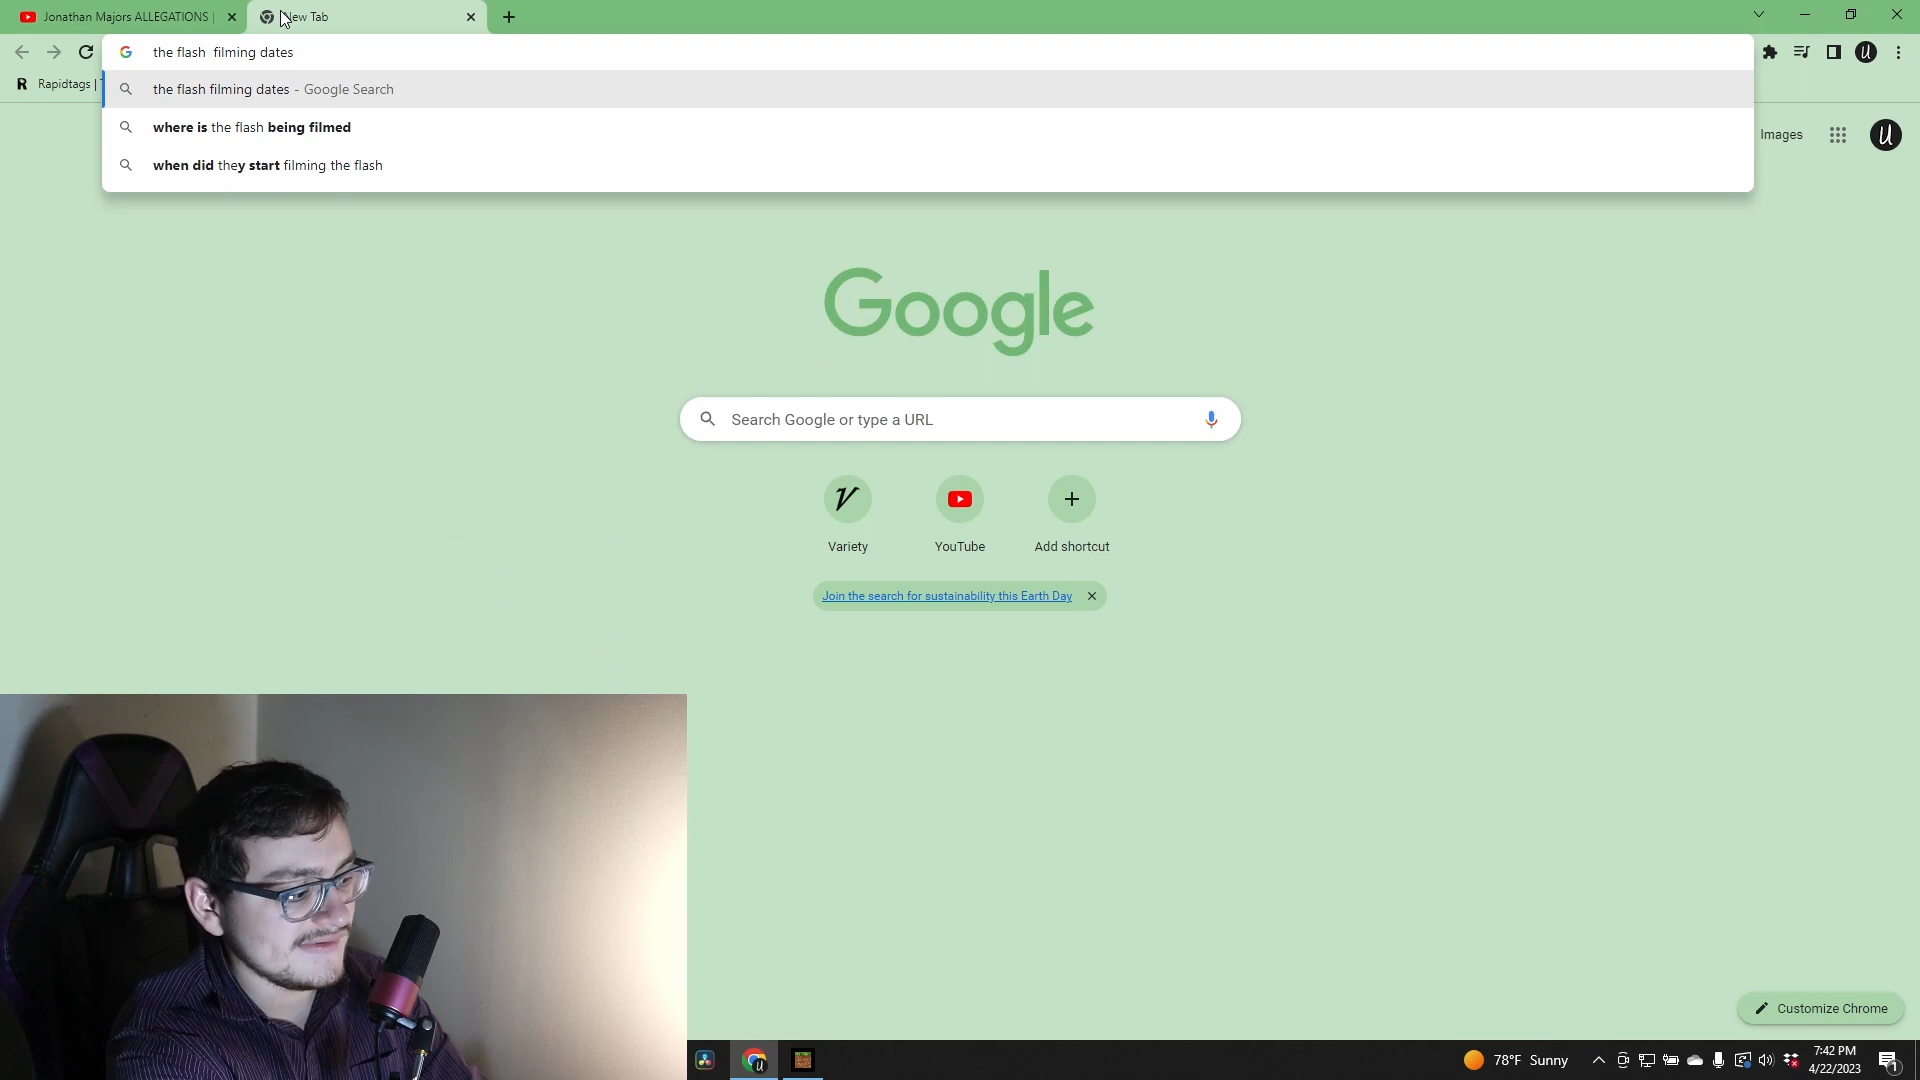 Jonathan Majors ALLEGATIONS |
ew Tab
the flash  filming dates
Rapidtags |
the flash filming dates - Google Search
where is the flash being filmed
when did they start filming the flash
Images
U
U
Google
Search Google or type a URL
V
Variety
YouTube
Add shortcut
Join the search for sustainability this Earth Day
Customize Chrome
78°F Sunny
7:42 PM
4/22/2023
1